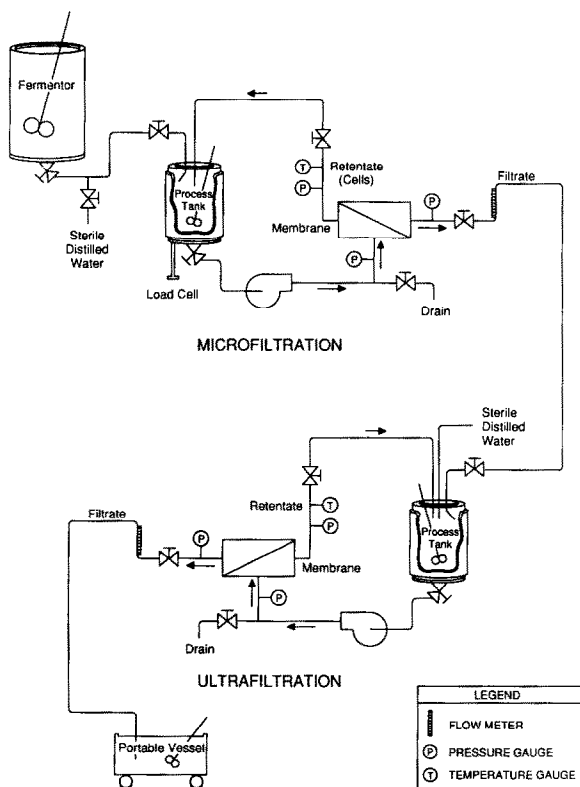 Fermentor
Process
Tank
Sterile
Distilled
Water
Load Cell
T
P
Retentate
(Cells)
Membrane
P
P
Filtrate
Drain
MICROFILTRATION
Sterile
Distilled
Water
Process
Tank
Retentate
T
P
Filtrate
P
Membrane
P
Drain
ULTRAFILTRATION
Portable Vessel
LEGEND
FLOW METER
P PRESSURE GAUGE
T TEMPERATURE GAUGE